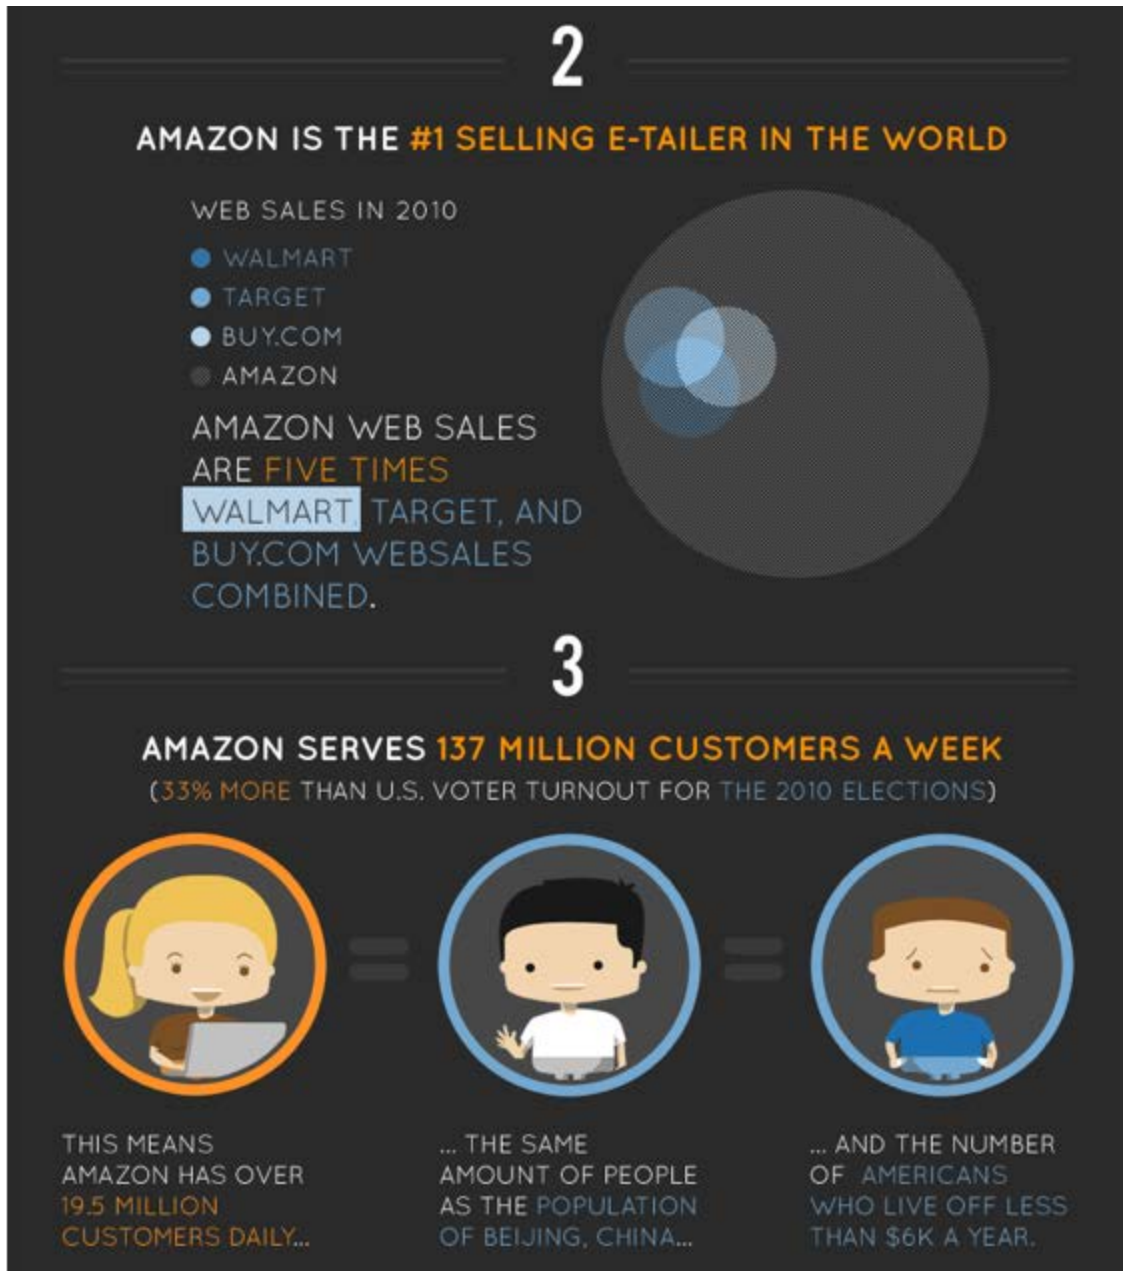 2
AMAZON IS THE #1 SELLING E-TAILER IN THE WORLD
WEB SALES IN 2010
WALMART
TARGET
BUY.COM
AMAZON
AMAZON WEB SALES
ARE FIVE TIMES
WALMART, TARGET, AND
BUY.COM WEBSALES
COMBINED.
3
AMAZON SERVES 137 MILLION CUSTOMERS A WEEK
(33% MORE THAN U.S. VOTER TURNOUT FOR THE 2010 ELECTIONS)
THIS MEANS
AMAZON HAS OVER
19.5 MILLION
CUSTOMERS DAILY...
... THE SAME
AMOUNT OF PEOPLE
AS THE POPULATION
OF BEIJING, CHINA...
... AND THE NUMBER
OF AMERICANS
WHO LIVE OFF LESS
THAN $6K A YEAR.